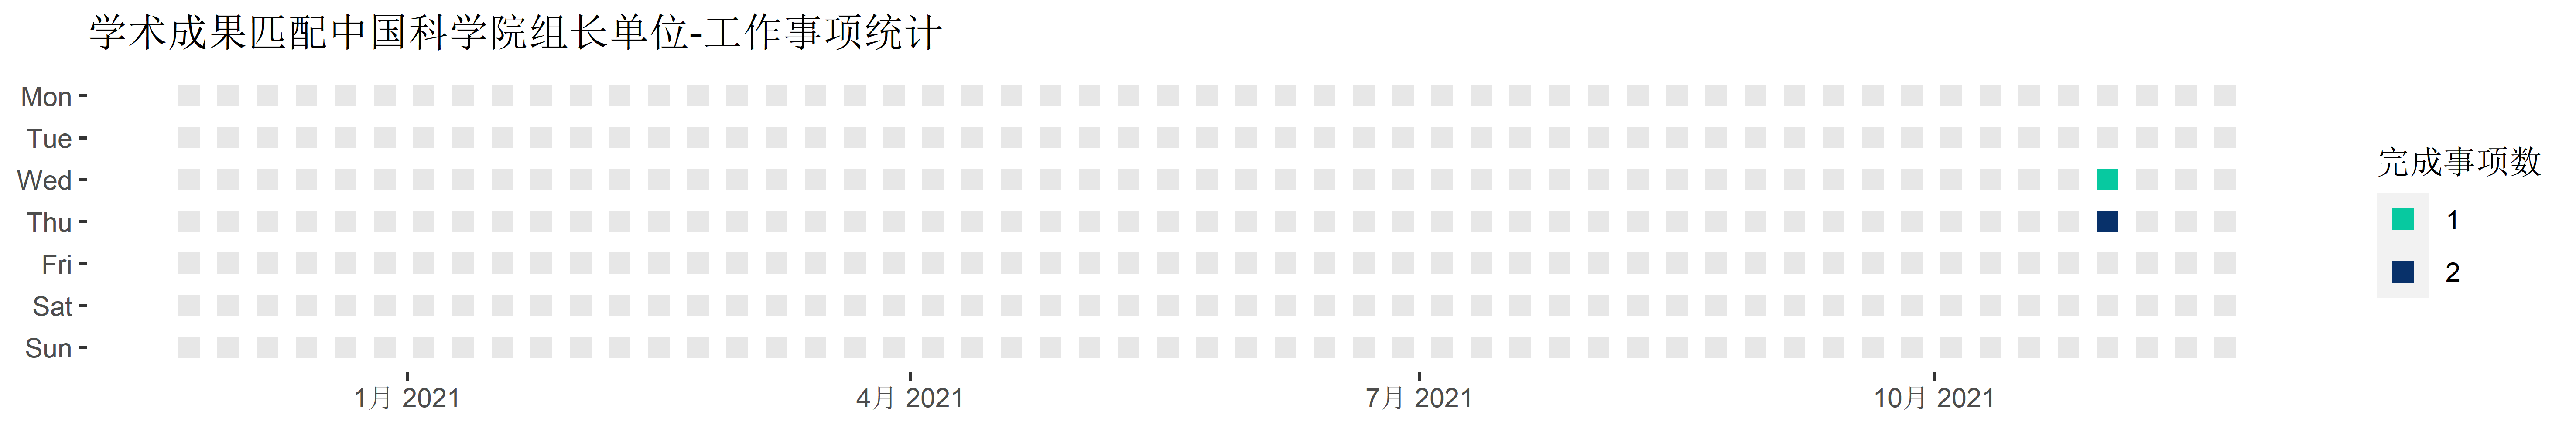 学术成果匹配中国科学院组长单位-工作事项统计
Mon
Tue
Wed
Thu
Fri
Sat
Sun
1月 2021
4月 2021
7月 2021
10月 2021
完成事项数
1
2